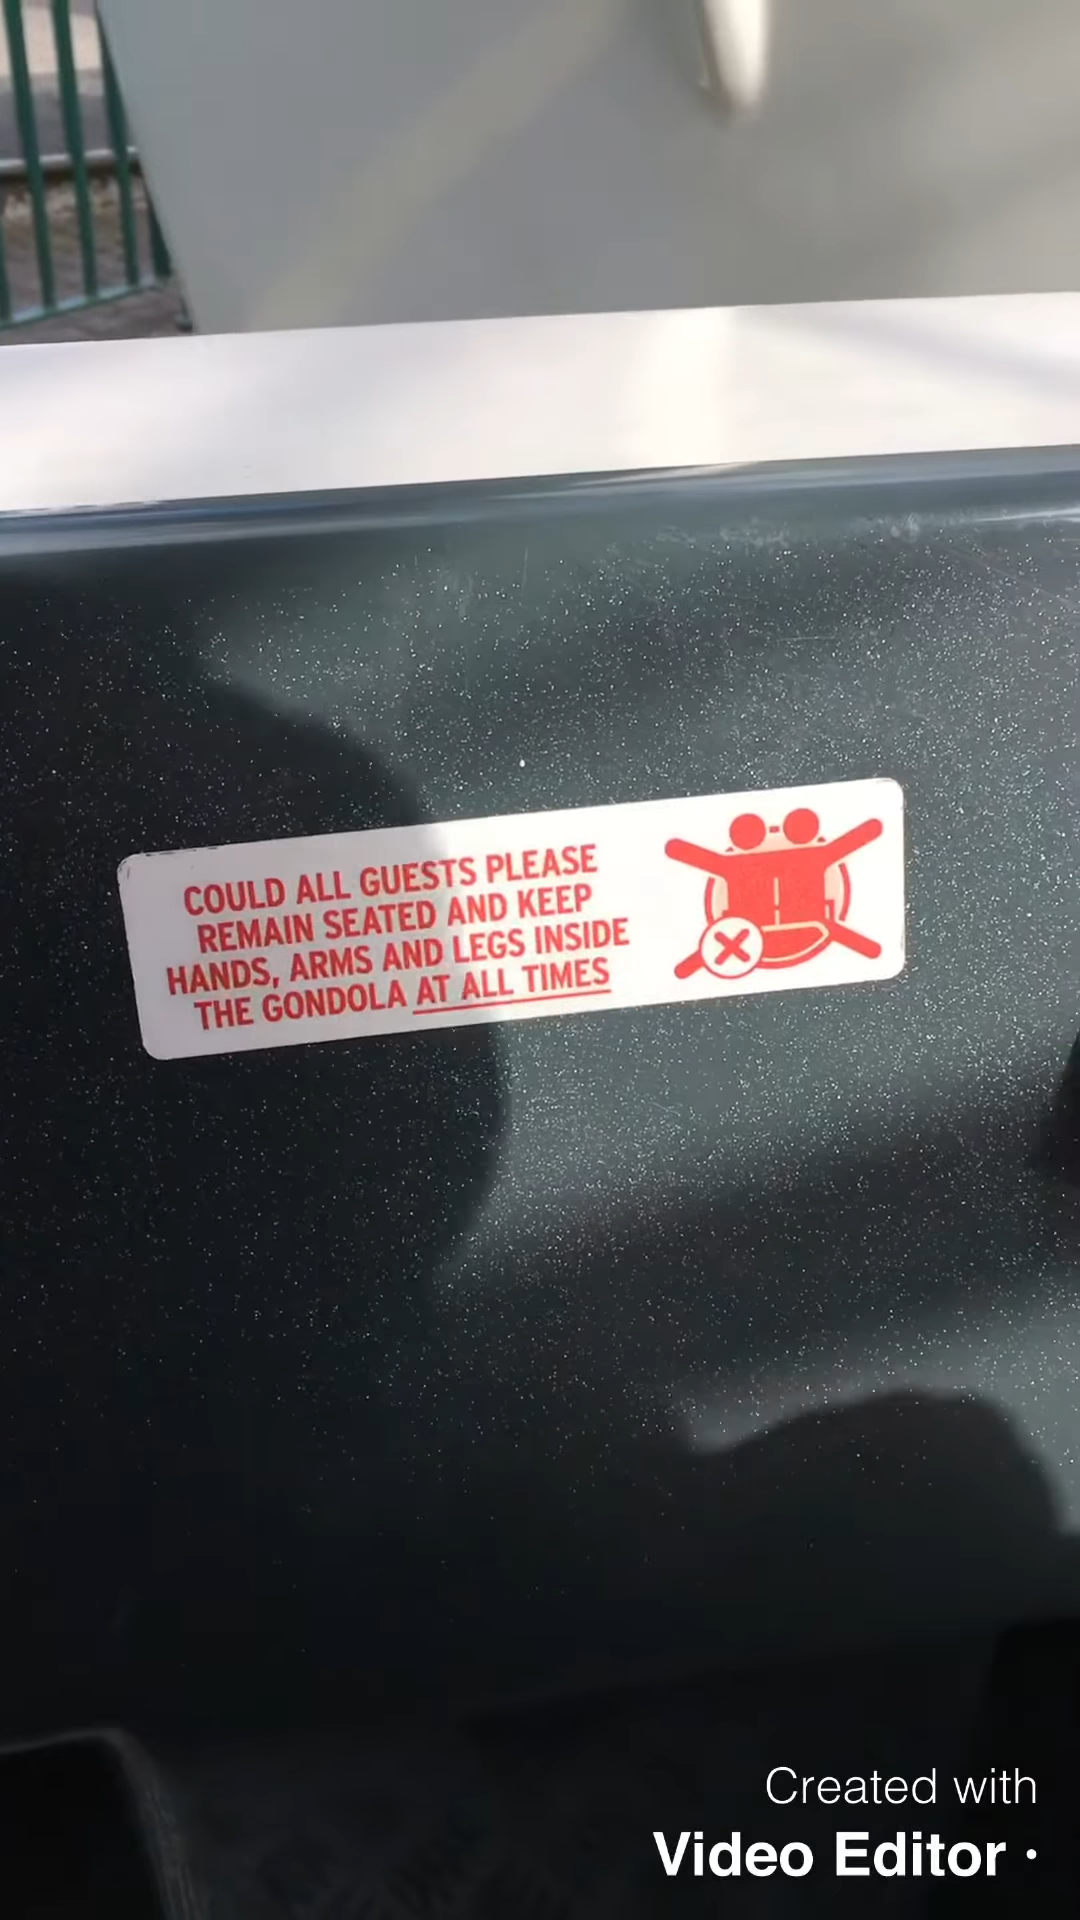 COULD ALL GUESTS PLEASE
REMAIN SEATED AND KEEP
HANDS, ARMS AND LEGS INSIDE
THE GONDOLA AT ALL TIMES
Created with
Video Editor ·